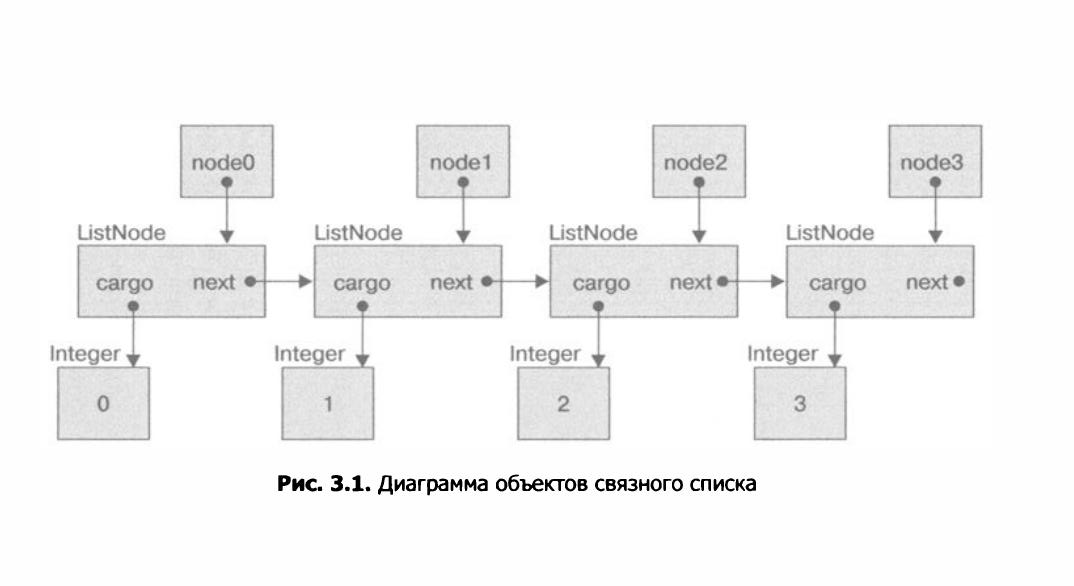 node0 node1 node2 node3
ListNode ListNode ListNode ListNode
cargo next cargo next cargo next cargo next
Integer Integer Integer Integer
0 1 2 3
Рис. 3.1. Диаграмма объектов связного списка